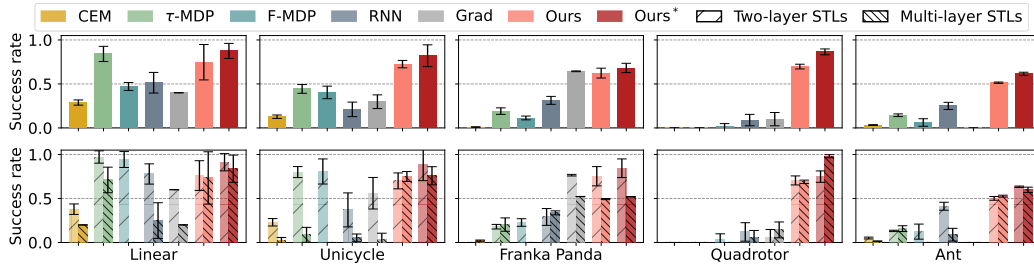 CEM τ-MDP F-MDP RNN Grad Ours Ours* Two-layer STLs Multi-layer STLs
Success rate
1.0
0.5
0.0
Success rate
1.0
0.5
0.0
Linear Unicycle Franka Panda Quadrotor Ant